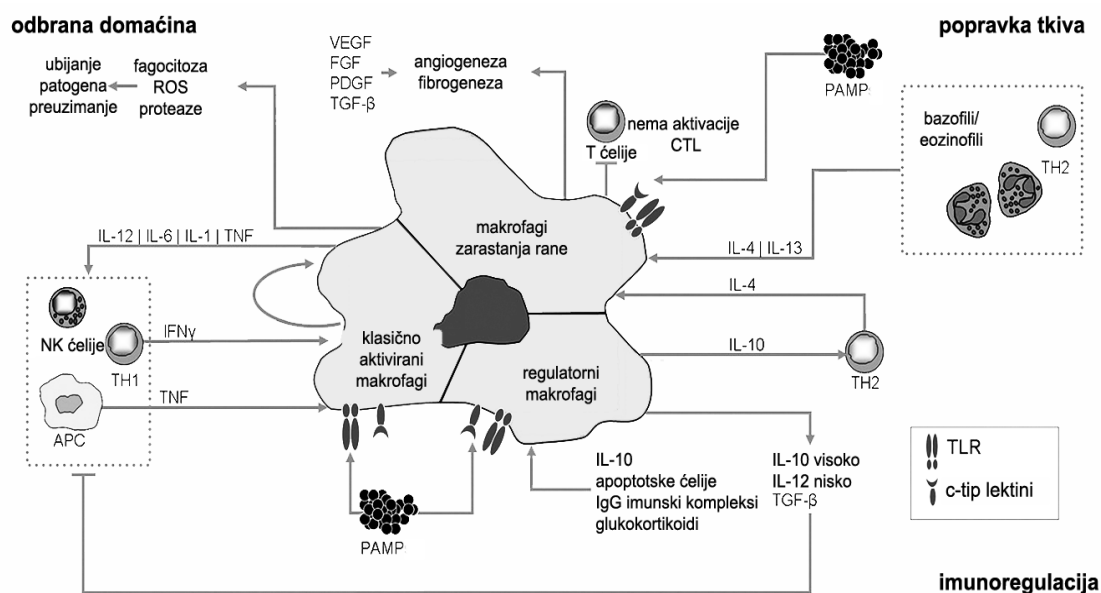 odbrana domaćina
popravka tkiva
ubijanje
patogena
preuzimanje
fagocitoza
ROS
proteaze
VEGF
FGF
PDGF
TGF-β
angiogeneza
fibrogeneza
T ćelije
nema aktivacije
CTL
PAMP
bazofili/
eozinofili
TH2
makrofagi
zarastanja rane
IL-12 | IL-6 | IL-1 | TNF
IL-4 | IL-13
IL-4
NK ćelije
TH1
IFNγ
klasično
aktivirani
makrofagi
regulatorni
makrofagi
IL-10
TH2
TNF
APC
PAMP
IL-10
apoptotske ćelije
IgG imunski kompleksi
glukokortikoidi
IL-10 visoko
IL-12 nisko
TGF-β
TLR
c-tip lektini
imunoregulacija